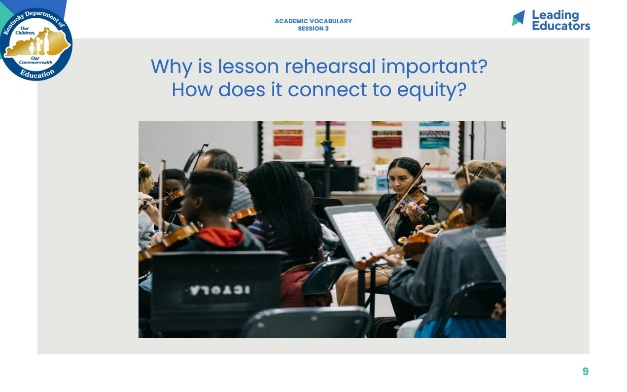 Kentucky Department of
Our
Children,
Our
Commonwealth
Education
ACADEMIC VOCABULARY
SESSION 3
Leading
Educators
Why is lesson rehearsal important?
How does it connect to equity?
9